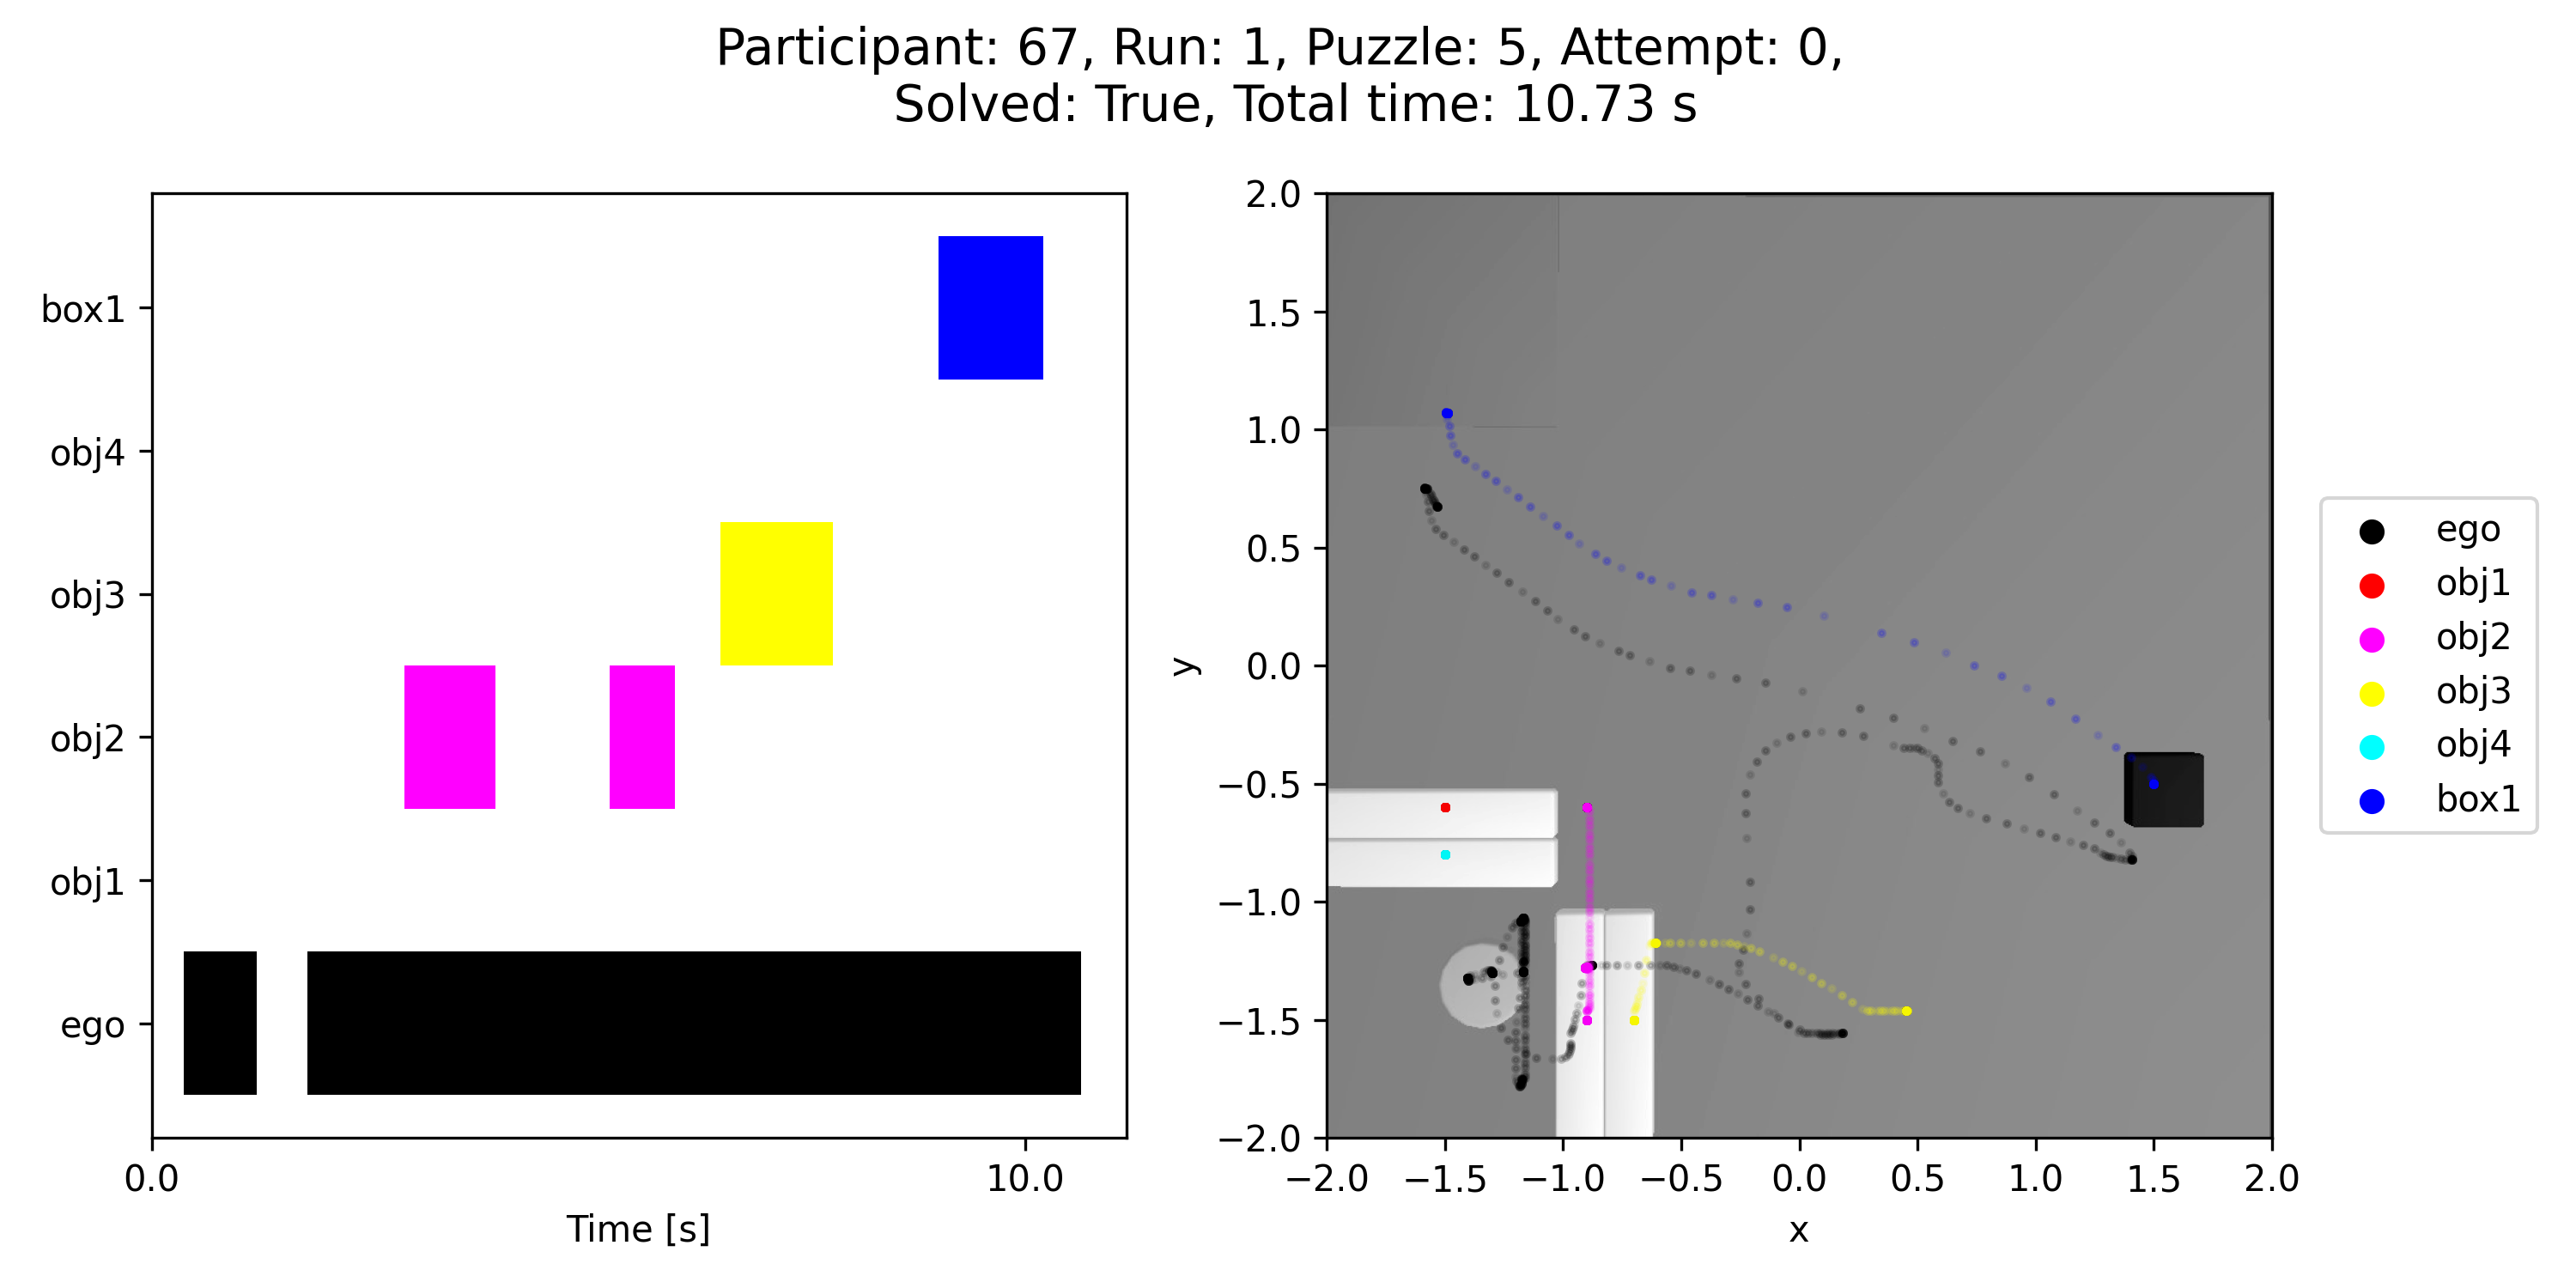 Participant: 67, Run: 1, Puzzle: 5, Attempt: 0,
Solved: True, Total time: 10.73 s
box1
obj4
obj3
obj2
obj1
ego
0.0
10.0
Time [s]
2.0
1.5
1.0
0.5
0.0
−0.5
−1.0
−1.5
−2.0
y
−2.0
−1.5
−1.0
−0.5
0.0
0.5
1.0
1.5
2.0
x
ego
obj1
obj2
obj3
obj4
box1